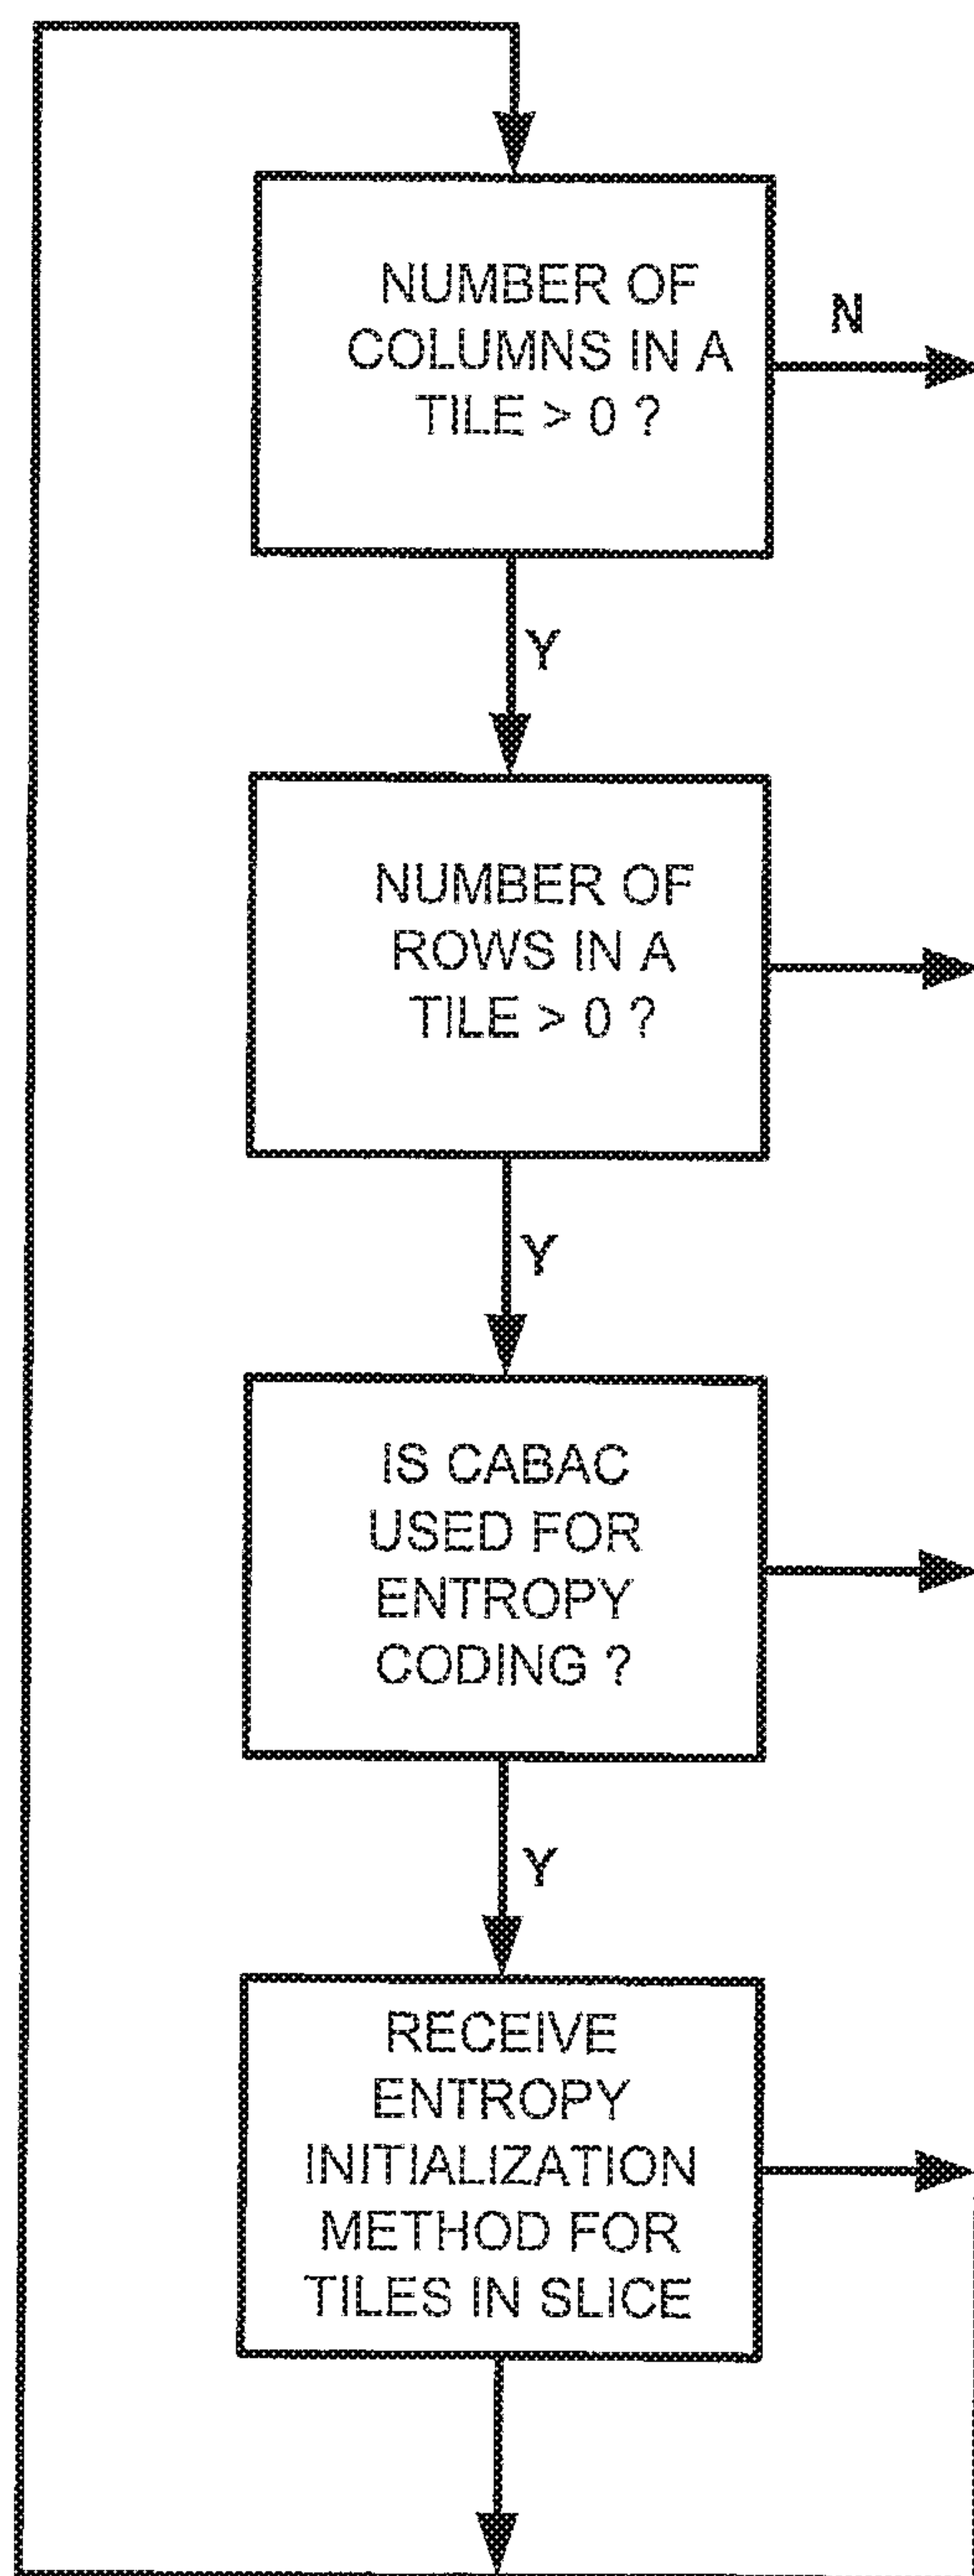 NUMBER OF
COLUMNS IN A
TILE > 0 ?
N
Y
NUMBER OF
ROWS IN A
TILE > 0 ?
Y
IS CABAC
USED FOR
ENTROPY
CODING ?
Y
RECEIVE
ENTROPY
INITIALIZATION
METHOD FOR
TILES IN SLICE